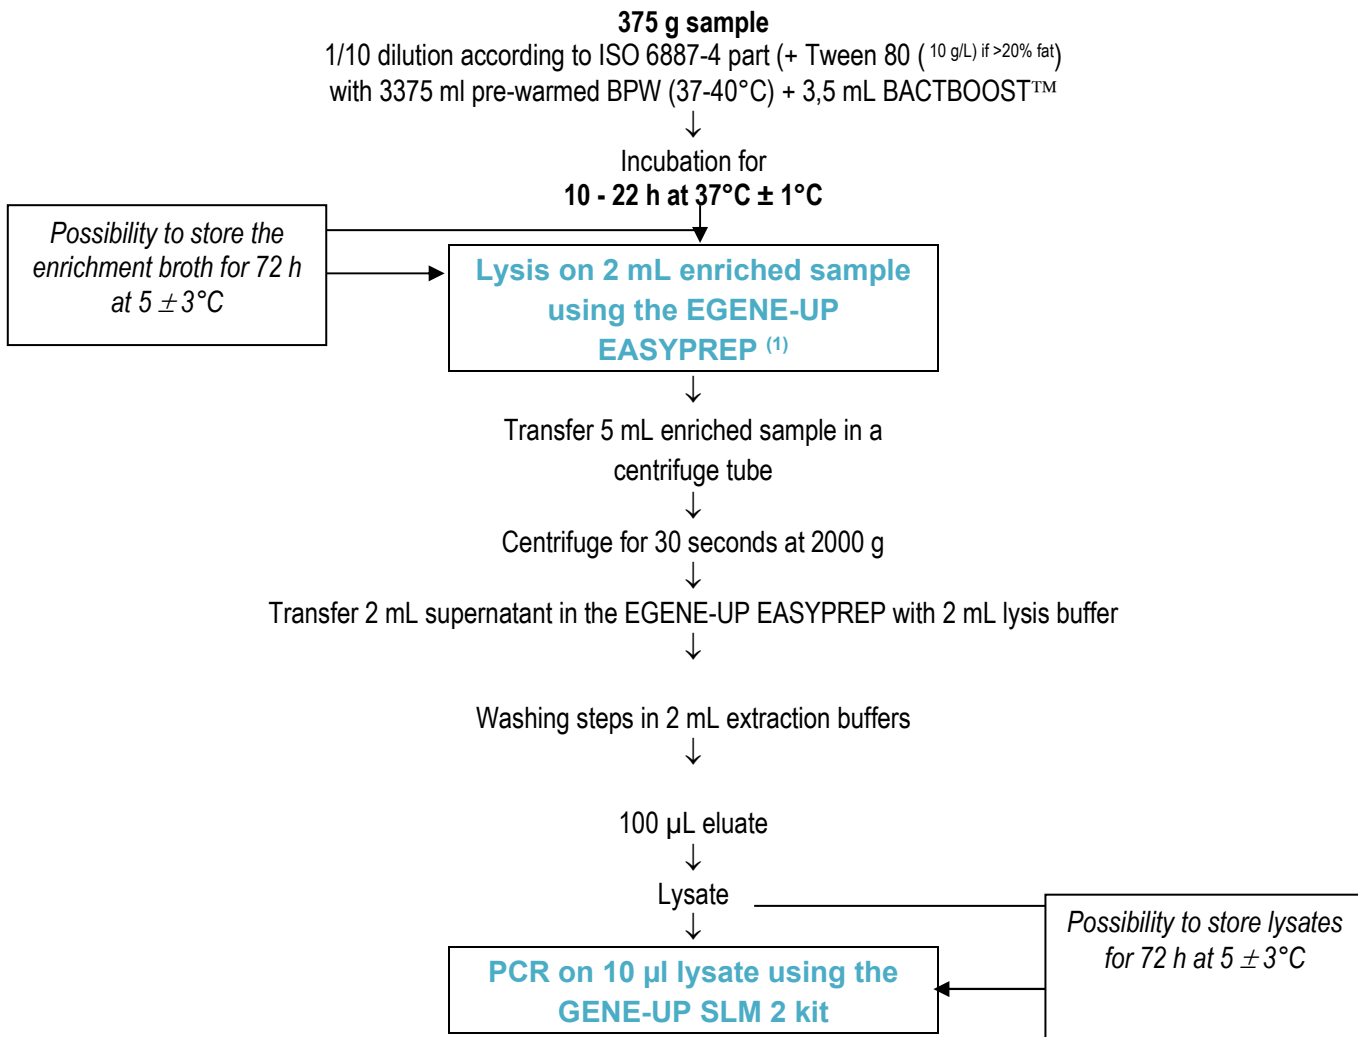 375 g sample
1/10 dilution according to ISO 6887-4 part (+ Tween 80 ( 10 g/L) if >20% fat)
with 3375 ml pre-warmed BPW (37-40°C) + 3,5 mL BACTBOOST™
↓
Incubation for
10 - 22 h at 37°C ± 1°C
Possibility to store the
enrichment broth for 72 h
at 5 ± 3°C
Lysis on 2 mL enriched sample
using the EGENE-UP
EASYPREP (1)
↓
Transfer 5 mL enriched sample in a
centrifuge tube
↓
Centrifuge for 30 seconds at 2000 g
↓
Transfer 2 mL supernatant in the EGENE-UP EASYPREP with 2 mL lysis buffer
↓
Washing steps in 2 mL extraction buffers
↓
100 µL eluate
↓
Lysate
↓
Possibility to store lysates
for 72 h at 5 ± 3°C
PCR on 10 µl lysate using the
GENE-UP SLM 2 kit